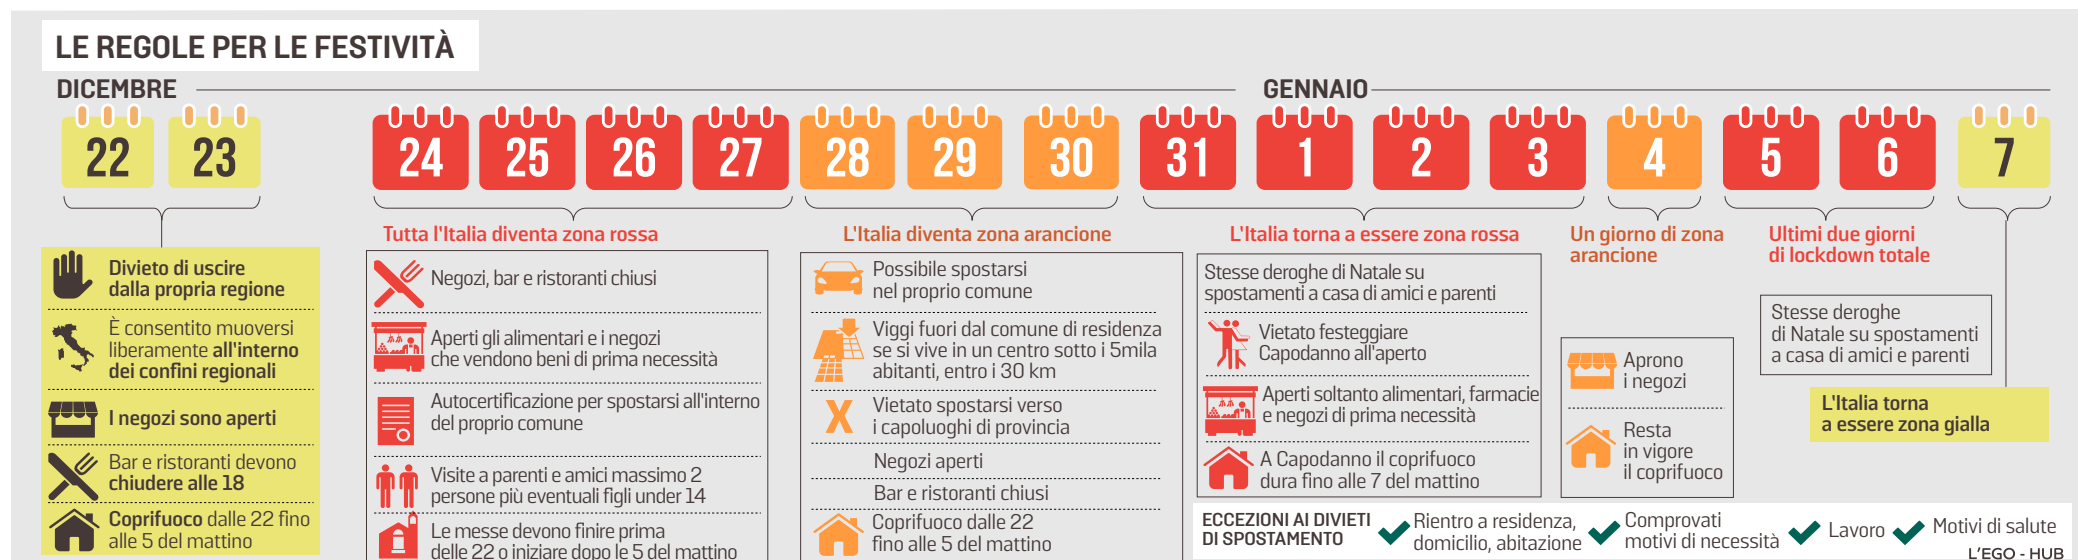 LE REGOLE PER LE FESTIVITÀ
DICEMBRE
GENNAIO
22
23
24
25
26
27
28
29
30
31
1
2
3
4
5
6
7
Divieto di uscire
dalla propria regione
È consentito muoversi
liberamente all'interno
dei confini regionali
I negozi sono aperti
Bar e ristoranti devono
chiudere alle 18
Coprifuoco dalle 22 fino
alle 5 del mattino
Tutta l'Italia diventa zona rossa
Negozi, bar e ristoranti chiusi
Aperti gli alimentari e i negozi
che vendono beni di prima necessità
Autocertificazione per spostarsi all'interno
del proprio comune
Visite a parenti e amici massimo 2
persone più eventuali figli under 14
Le messe devono finire prima
delle 22 o iniziare dopo le 5 del mattino
L'Italia diventa zona arancione
Possibile spostarsi
nel proprio comune
Viggi fuori dal comune di residenza
se si vive in un centro sotto i 5mila
abitanti, entro i 30 km
X
Vietato spostarsi verso
i capoluoghi di provincia
Negozi aperti
Bar e ristoranti chiusi
Coprifuoco dalle 22
fino alle 5 del mattino
L'Italia torna a essere zona rossa
Stesse deroghe di Natale su
spostamenti a casa di amici e parenti
Vietato festeggiare
Capodanno all'aperto
Aperti soltanto alimentari, farmacie
e negozi di prima necessità
A Capodanno il coprifuoco
dura fino alle 7 del mattino
Un giorno di zona
arancione
Aprono
i negozi
Resta
in vigore
il coprifuoco
Ultimi due giorni
di lockdown totale
Stesse deroghe
di Natale su spostamenti
a casa di amici e parenti
L'Italia torna
a essere zona gialla
ECCEZIONI AI DIVIETI
DI SPOSTAMENTO
Rientro a residenza,
domicilio, abitazione
Comprovati
motivi di necessità
Lavoro
Motivi di salute
L'EGO - HUB